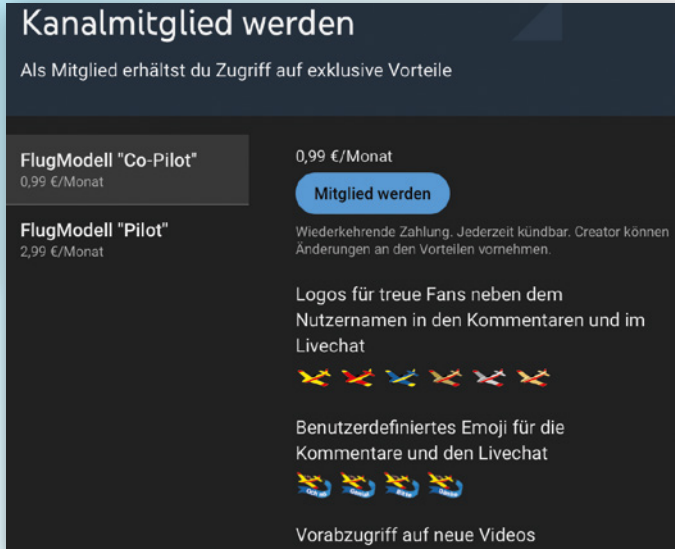 Kanalmitglied werden
Als Mitglied erhältst du Zugriff auf exklusive Vorteile
FlugModell "Co-Pilot"
0,99 €/Monat
FlugModell "Pilot"
2,99 €/Monat
0,99 €/Monat
Mitglied werden
Wiederkehrende Zahlung. Jederzeit kündbar. Creator können
Änderungen an den Vorteilen vornehmen.
Logos für treue Fans neben dem
Nutzernamen in den Kommentaren und im
Livechat
Benutzerdefiniertes Emoji für die
Kommentare und den Livechat
Vorabzugriff auf neue Videos